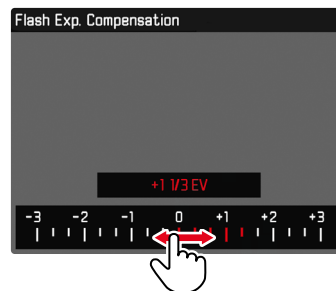 Flash Exp. Compensation
+1 1/3 EV
-3 -2 -1 0 +1 +2 +3